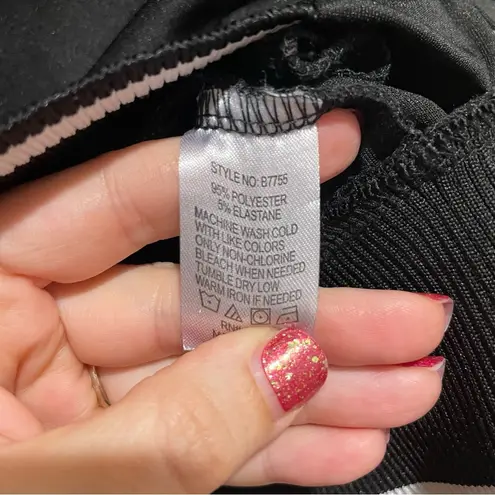 STYLE NO: B7755
95% POLYESTER
5% ELASTANE
MACHINE WASH COLD
WITH LIKE COLORS
ONLY NON-CHLORINE
BLEACH WHEN NEEDED
TUMBLE DRY LOW
WARM IRON IF NEEDED